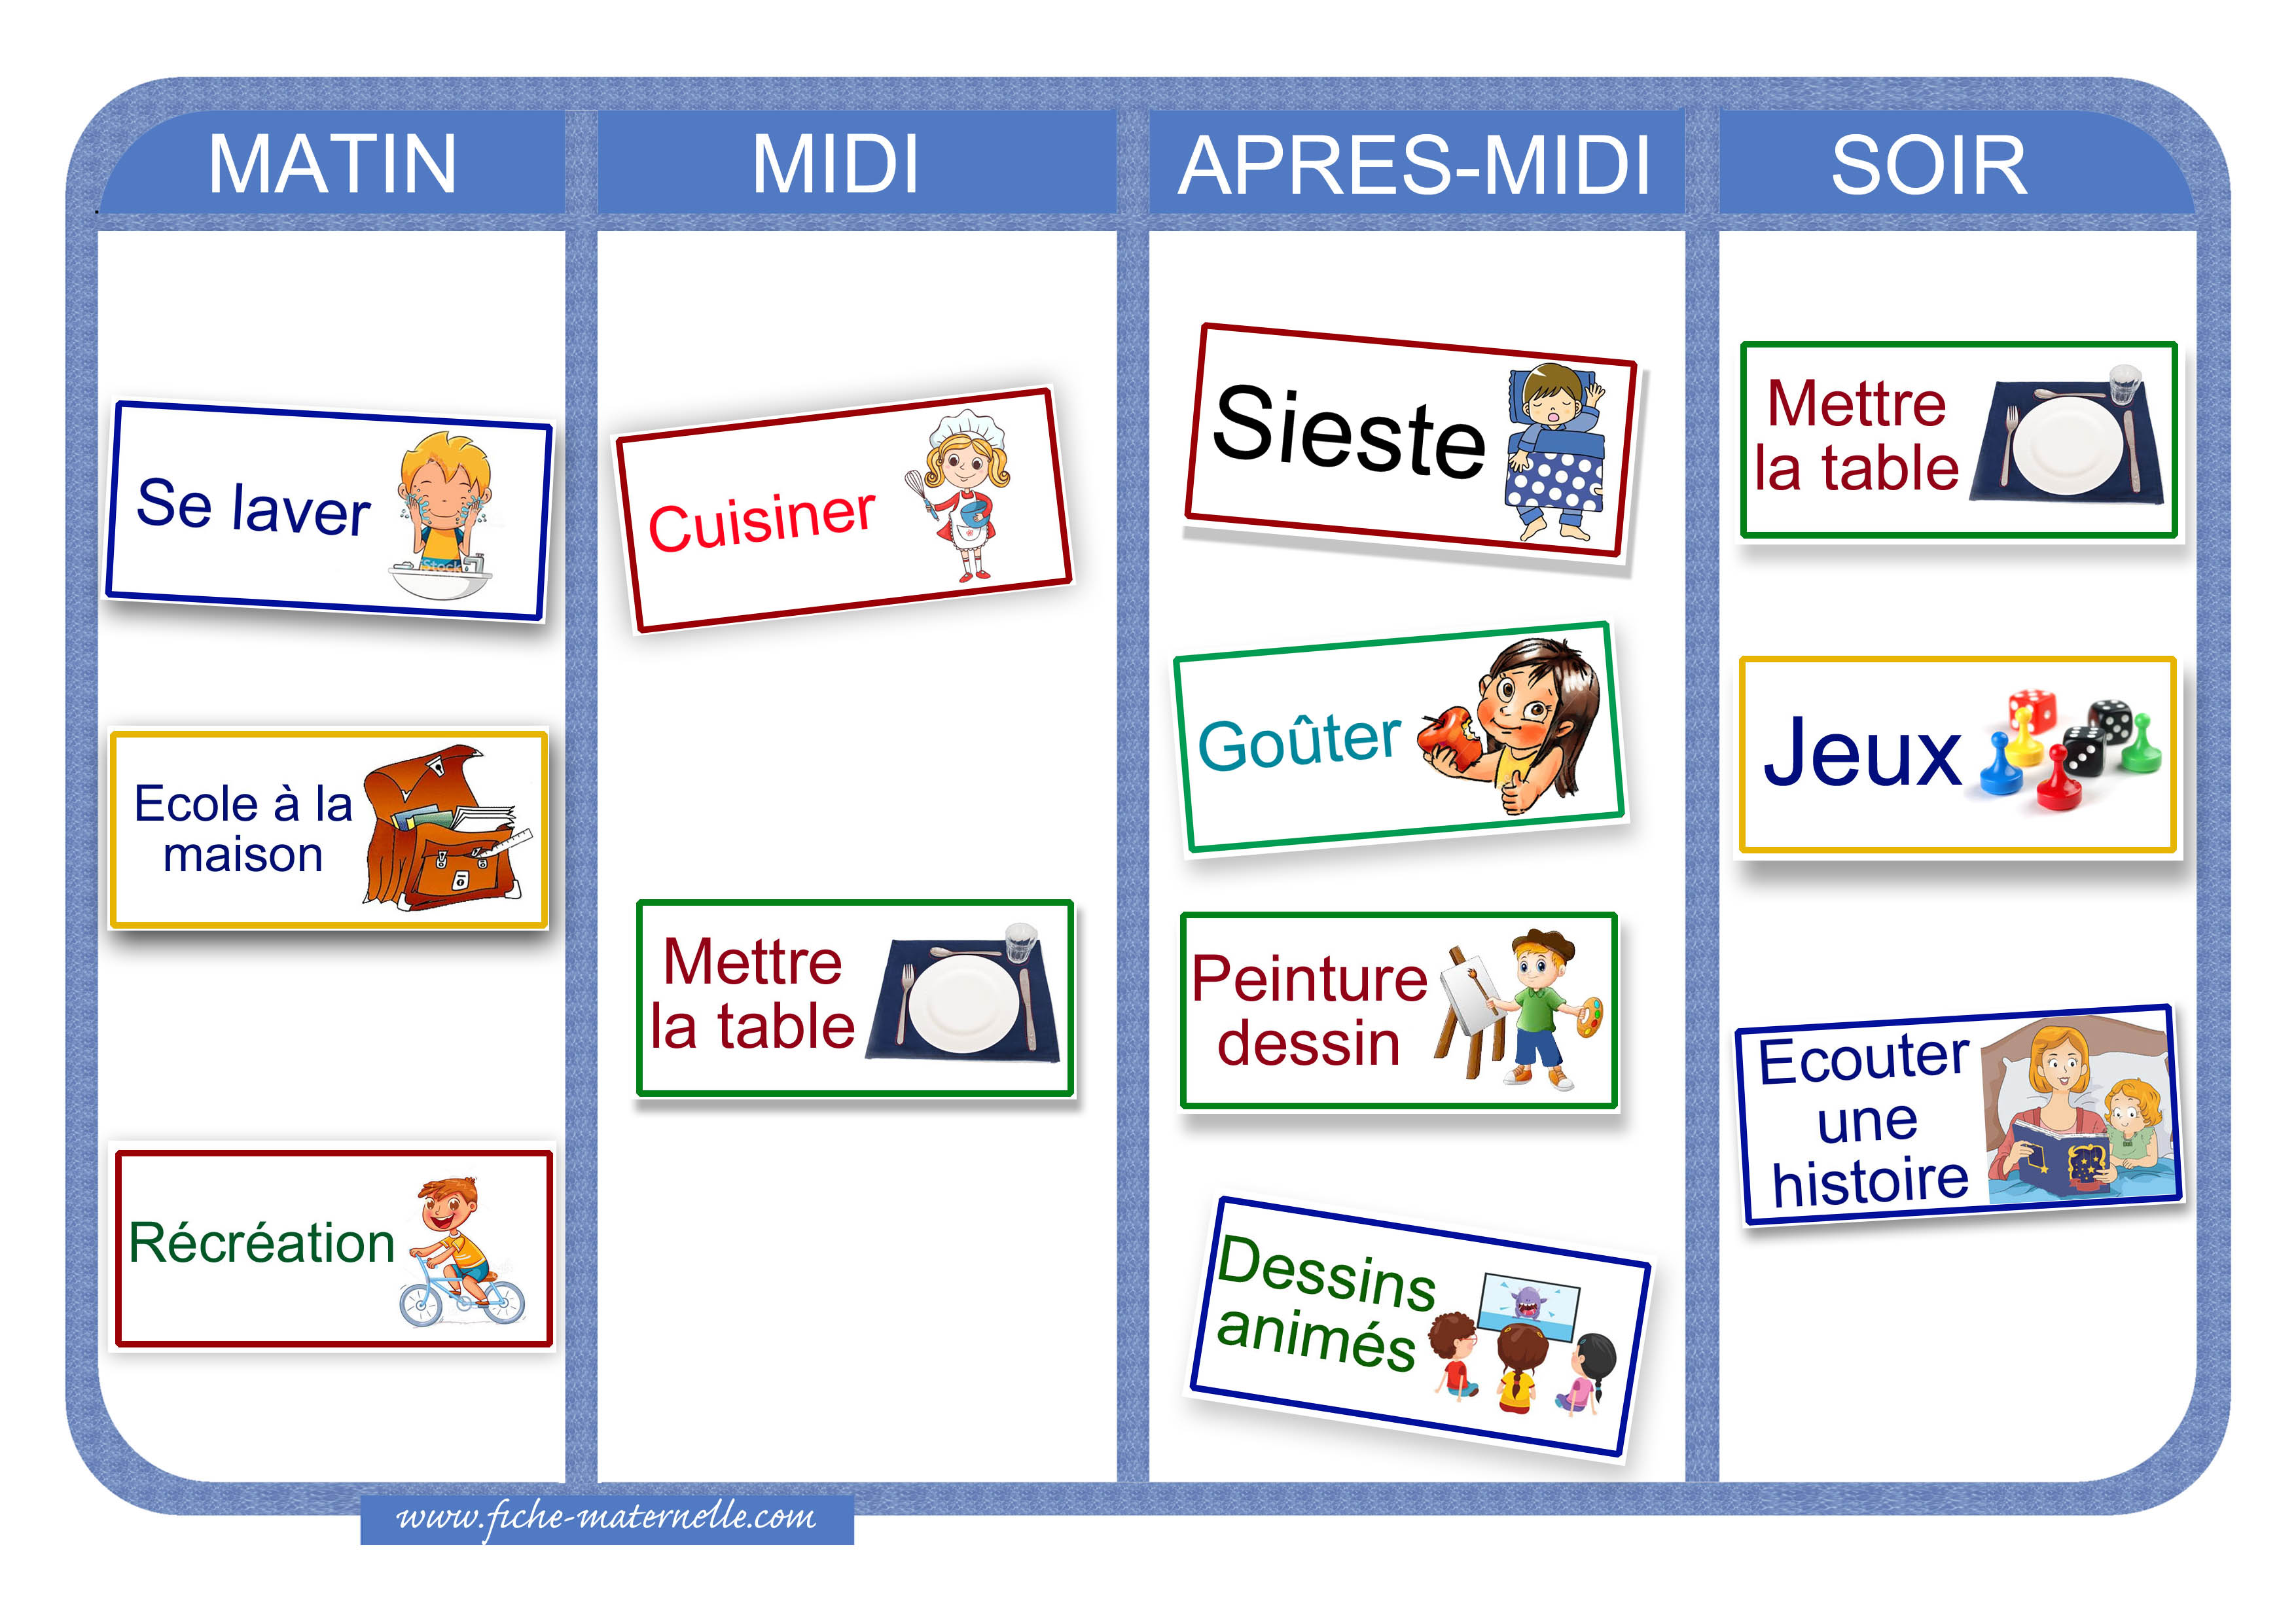 MATIN
MIDI
APRES-MIDI
SOIR
Se laver
Ecole à la
maison
Récréation
Cuisiner
Mettre
la table
Sieste
Goûter
Peinture
dessin
Dessins
animés
Mettre
la table
Jeux
Ecouter
une
histoire
www.fiche-maternelle.com